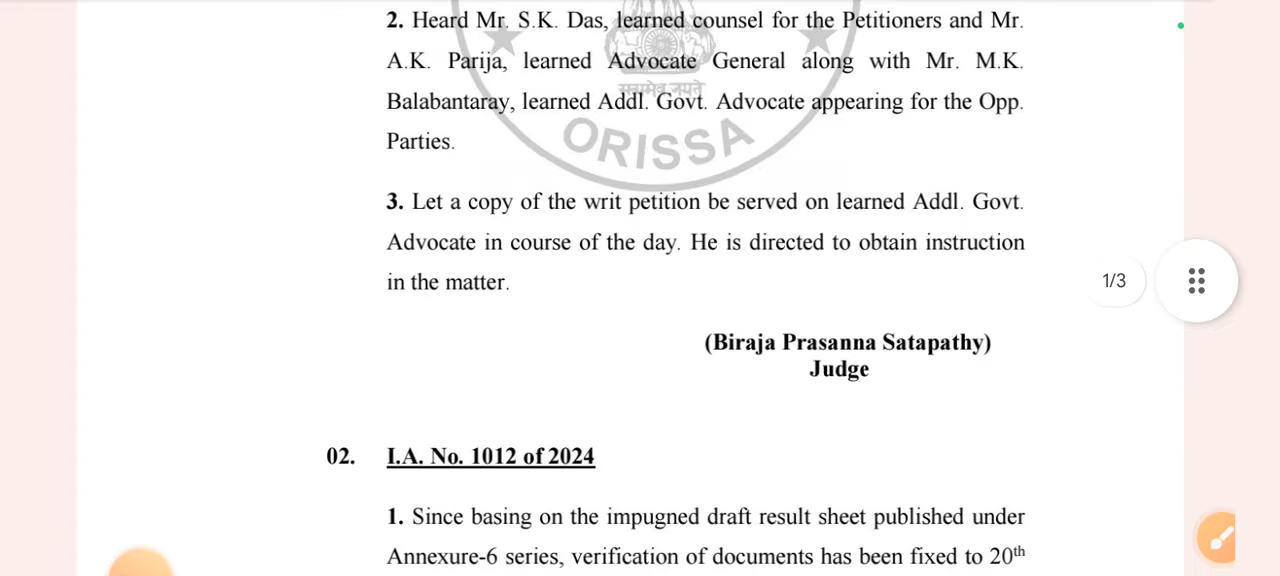 2. Heard Mr. S.K. Das, learned counsel for the Petitioners and Mr.
A.K. Parija, learned Advocate General along with Mr. M.K.
सत्यमेव जयते
Balabantaray, learned Addl. Govt. Advocate appearing for the Opp.
Parties.
ORISSA
3. Let a copy of the writ petition be served on learned Addl. Govt.
Advocate in course of the day. He is directed to obtain instruction
in the matter.
1/3
(Biraja Prasanna Satapathy)
Judge
02. I.A. No. 1012 of 2024
1. Since basing on the impugned draft result sheet published under
Annexure-6 series, verification of documents has been fixed to 20th